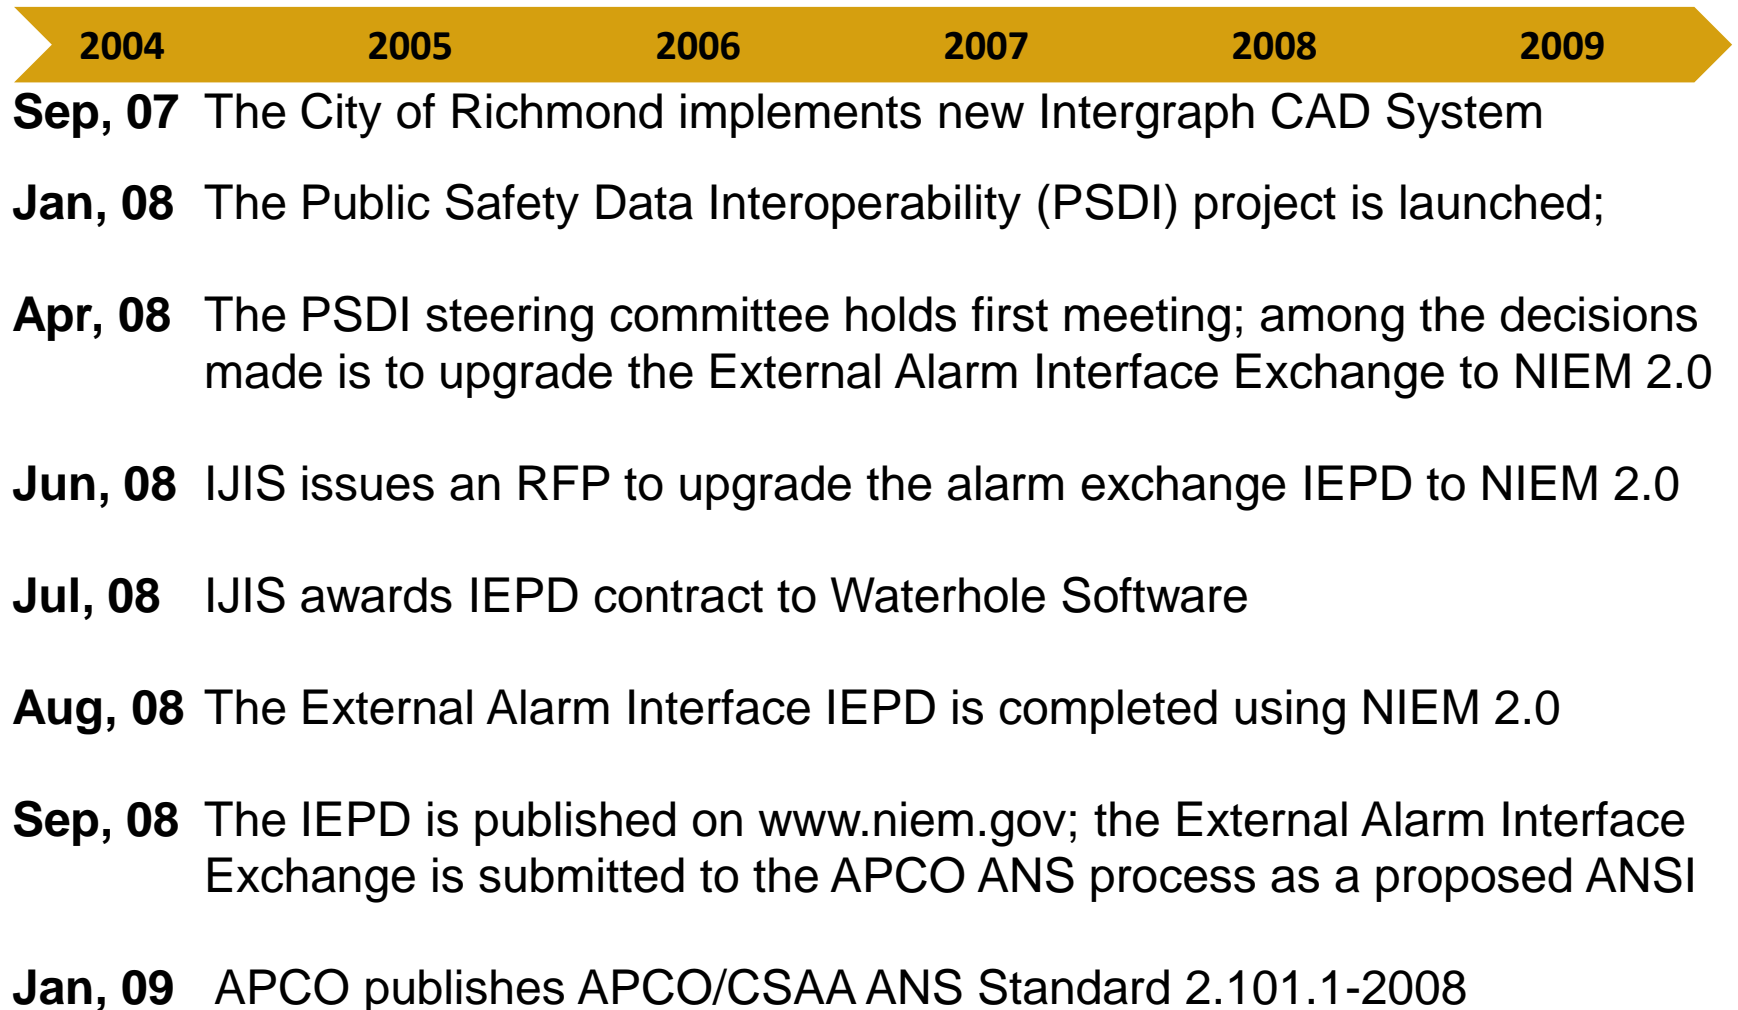 2004 2005 2006 2007 2008 2009
Sep, 07 The City of Richmond implements new Intergraph CAD System
Jan, 08 The Public Safety Data Interoperability (PSDI) project is launched;
Apr, 08 The PSDI steering committee holds first meeting; among the decisions
made is to upgrade the External Alarm Interface Exchange to NIEM 2.0
Jun, 08 IJIS issues an RFP to upgrade the alarm exchange IEPD to NIEM 2.0
Jul, 08 IJIS awards IEPD contract to Waterhole Software
Aug, 08 The External Alarm Interface IEPD is completed using NIEM 2.0
Sep, 08 The IEPD is published on www.niem.gov; the External Alarm Interface
Exchange is submitted to the APCO ANS process as a proposed ANSI
Jan, 09 APCO publishes APCO/CSAA ANS Standard 2.101.1-2008